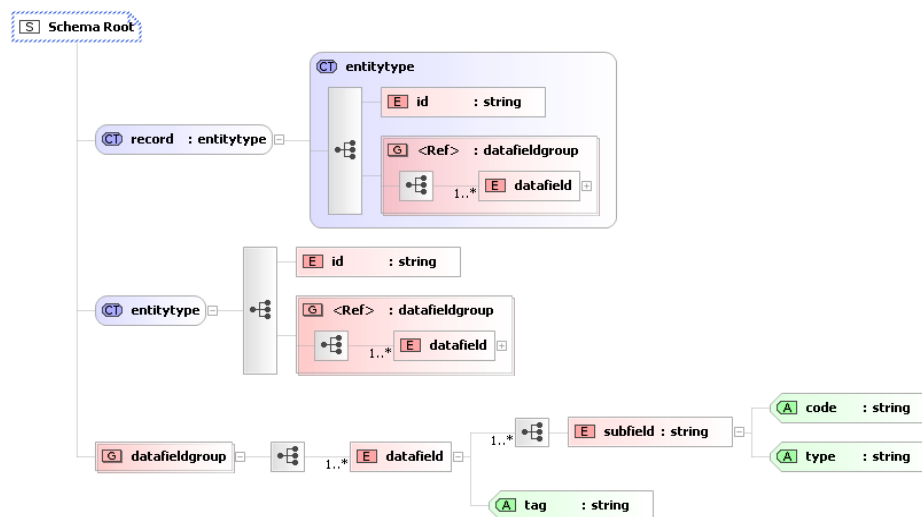 S Schema Root
CT entitytype
E id : string
CT record : entitytype
G <Ref> : datafieldgroup
1..* E datafield
E id : string
CT entitytype
G <Ref> : datafieldgroup
1..* E datafield
A code : string
1..* E subfield : string
G datafieldgroup
1..* E datafield
A type : string
A tag : string